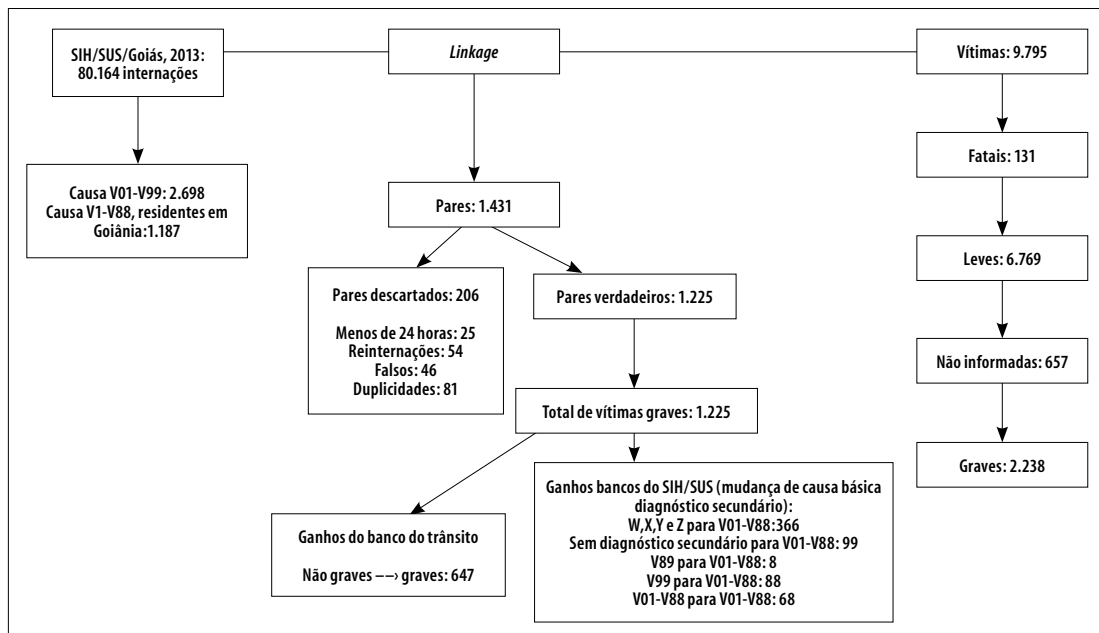 SIH/SUS/Goiás, 2013:
80.164 internações
Linkage
Vítimas: 9.795
Causa V01-V99: 2.698
Causa V1-V88, residentes em
Goiânia:1.187
Pares: 1.431
Fatais: 131
Leves: 6.769
Pares descartados: 206
Menos de 24 horas: 25
Reinternações: 54
Falsos: 46
Duplicidades: 81
Pares verdadeiros: 1.225
Não informadas: 657
Total de vítimas graves: 1.225
Graves: 2.238
Ganhos do banco do trânsito
Não graves ––› graves: 647
Ganhos bancos do SIH/SUS (mudança de causa básica
diagnóstico secundário):
W,X,Y e Z para V01-V88:366
Sem diagnóstico secundário para V01-V88: 99
V89 para V01-V88: 8
V99 para V01-V88: 88
V01-V88 para V01-V88: 68